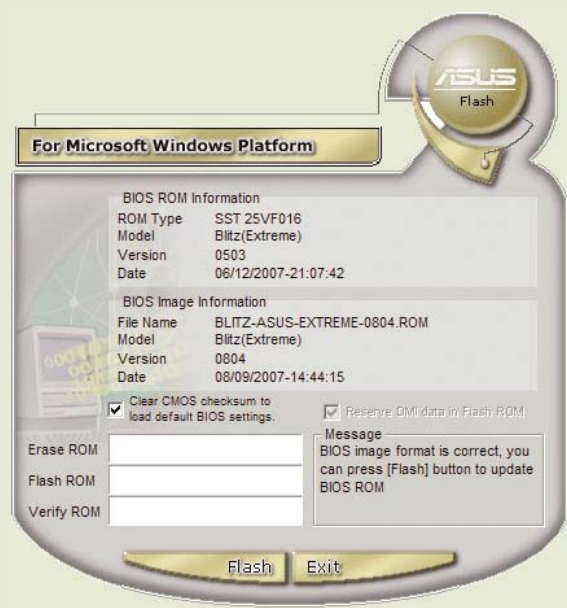 ASUS
Flash
For Microsoft Windows Platform
BIOS ROM Information
ROM Type SST 25VF016
Model Blitz(Extreme)
Version 0503
Date 06/12/2007-21:07:42
BIOS Image Information
File Name BLITZ-ASUS-EXTREME-0804.ROM
Model Blitz(Extreme)
Version 0804
Date 08/09/2007-14:44:15
Clear CMOS checksum to
load default BIOS settings.
Reserve DMI data in Flash ROM
Erase ROM
Flash ROM
Verify ROM
Message
BIOS image format is correct, you
can press [Flash] button to update
BIOS ROM
Flash Exit